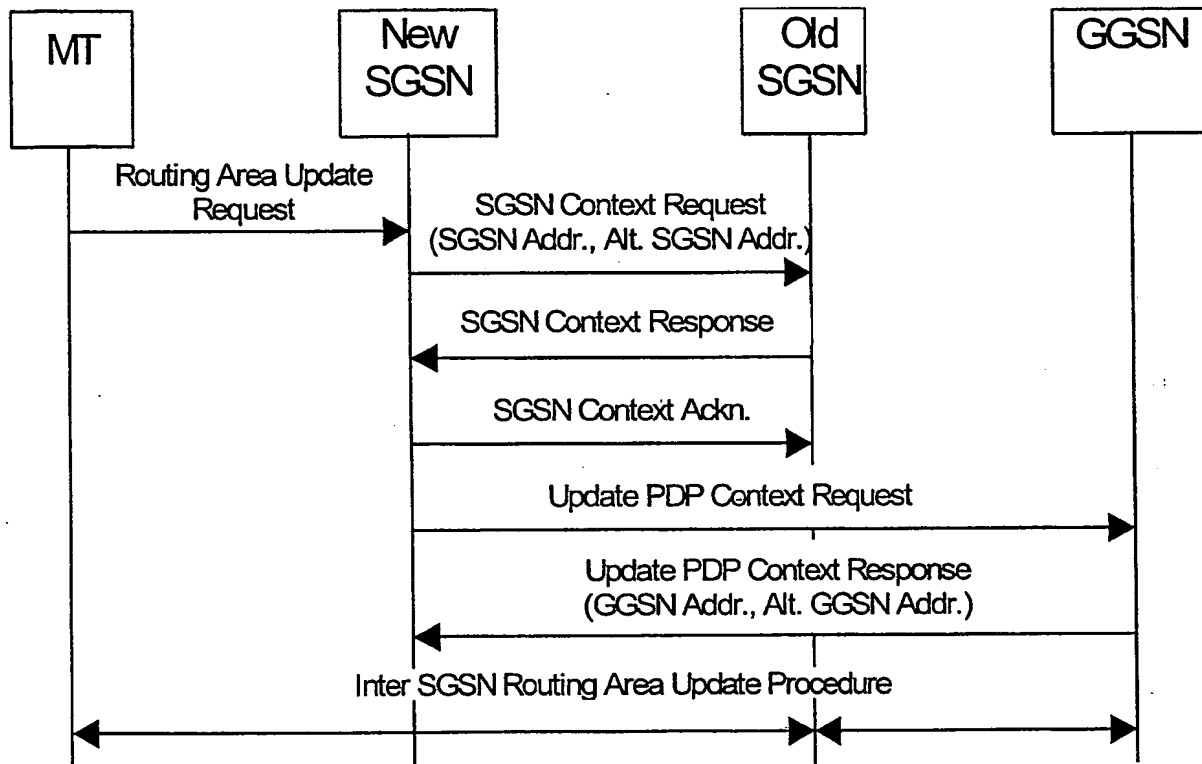 MT
New
SGSN
Old
SGSN
GGSN
Routing Area Update
Request
SGSN Context Request
(SGSN Addr., Alt. SGSN Addr.)
SGSN Context Response
SGSN Context Ackn.
Update PDP Context Request
Update PDP Context Response
(GGSN Addr., Alt. GGSN Addr.)
Inter SGSN Routing Area Update Procedure